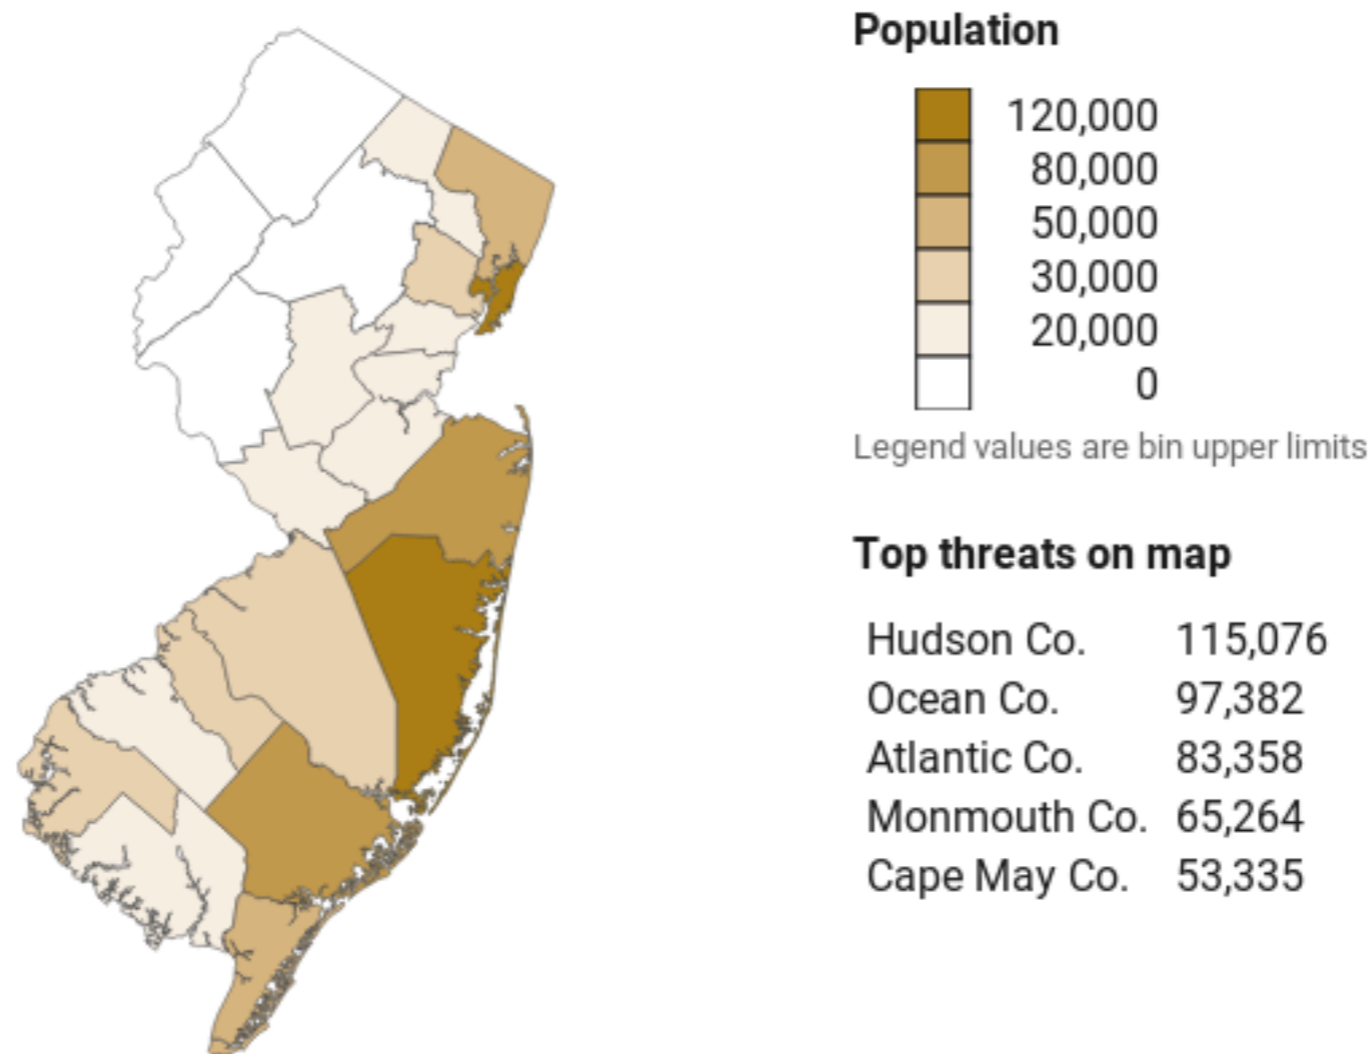 Population
120,000
80,000
50,000
30,000
20,000
0
Legend values are bin upper limits
Top threats on map
Hudson Co. 115,076
Ocean Co. 97,382
Atlantic Co. 83,358
Monmouth Co. 65,264
Cape May Co. 53,335